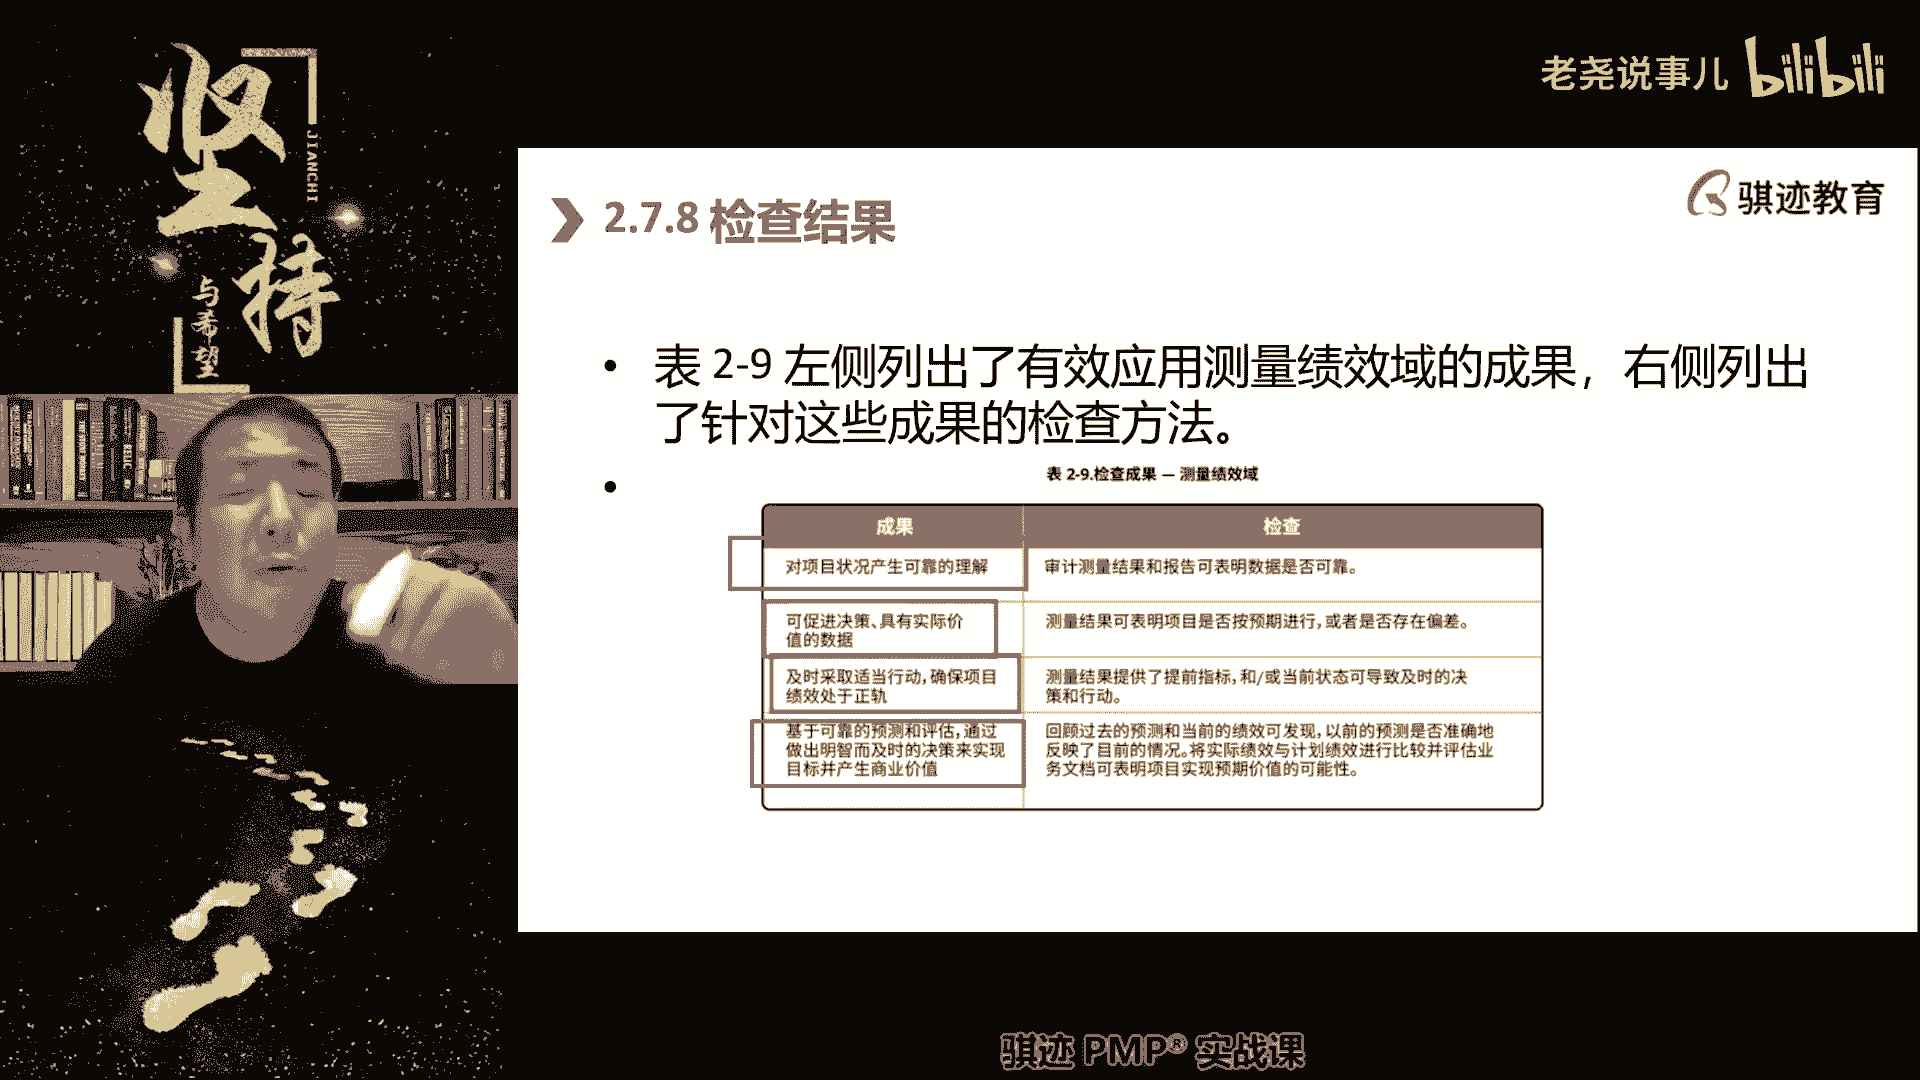 坚持
JIANCHI
与希望
老尧说事儿 bilibili
骐迹教育
2.7.8 检查结果
• 表 2-9 左侧列出了有效应用测量绩效域的成果，右侧列出
了针对这些成果的检查方法。
•
表 2-9.检查成果 — 测量绩效域
成果 检查
对项目状况产生可靠的理解 审计测量结果和报告可表明数据是否可靠。
可促进决策、具有实际价
值的数据
测量结果可表明项目是否按预期进行，或者是否存在偏差。
及时采取适当行动，确保项目
绩效处于正轨
测量结果提供了提前指标，和/或当前状态可导致及时的决
策和行动。
基于可靠的预测和评估，通过
做出明智而及时的决策来实现
目标并产生商业价值
回顾过去的预测和当前的绩效可发现，以前的预测是否准确地
反映了目前的情况。将实际绩效与计划绩效进行比较并评估业
务文档可表明项目实现预期价值的可能性。
骐迹 PMP® 实战课